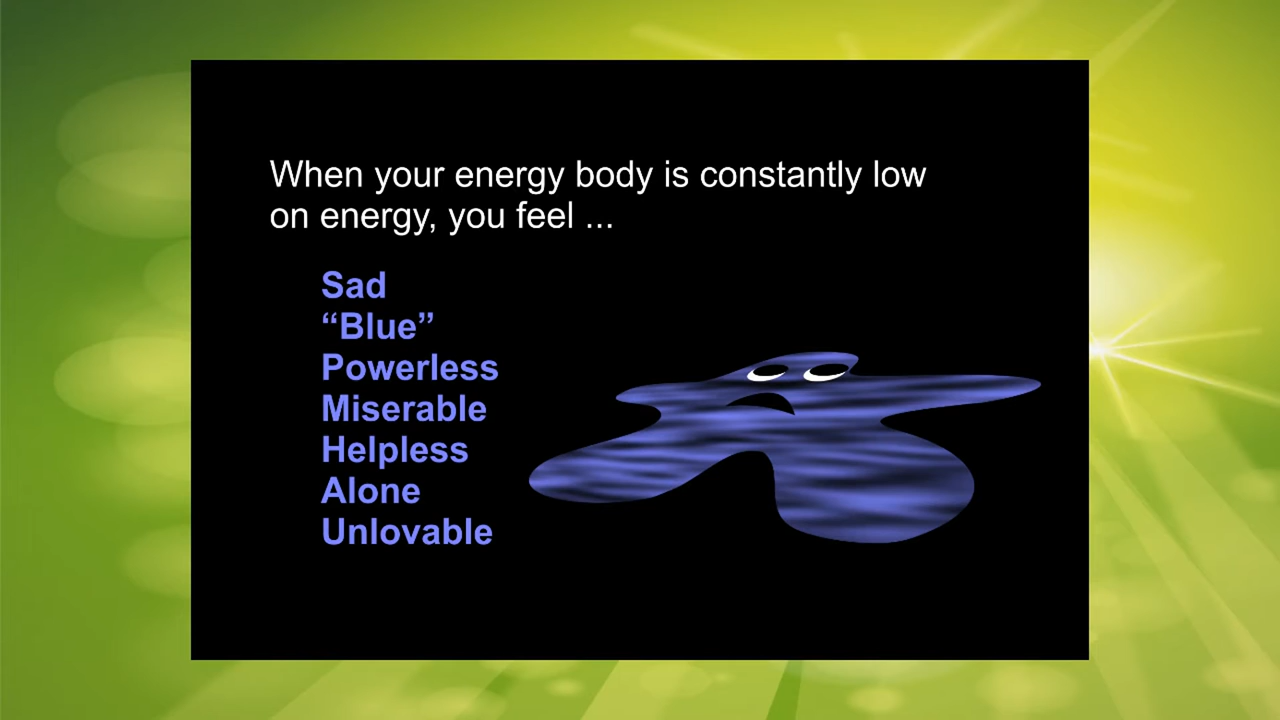 When your energy body is constantly low
on energy, you feel ...
Sad
“Blue”
Powerless
Miserable
Helpless
Alone
Unlovable